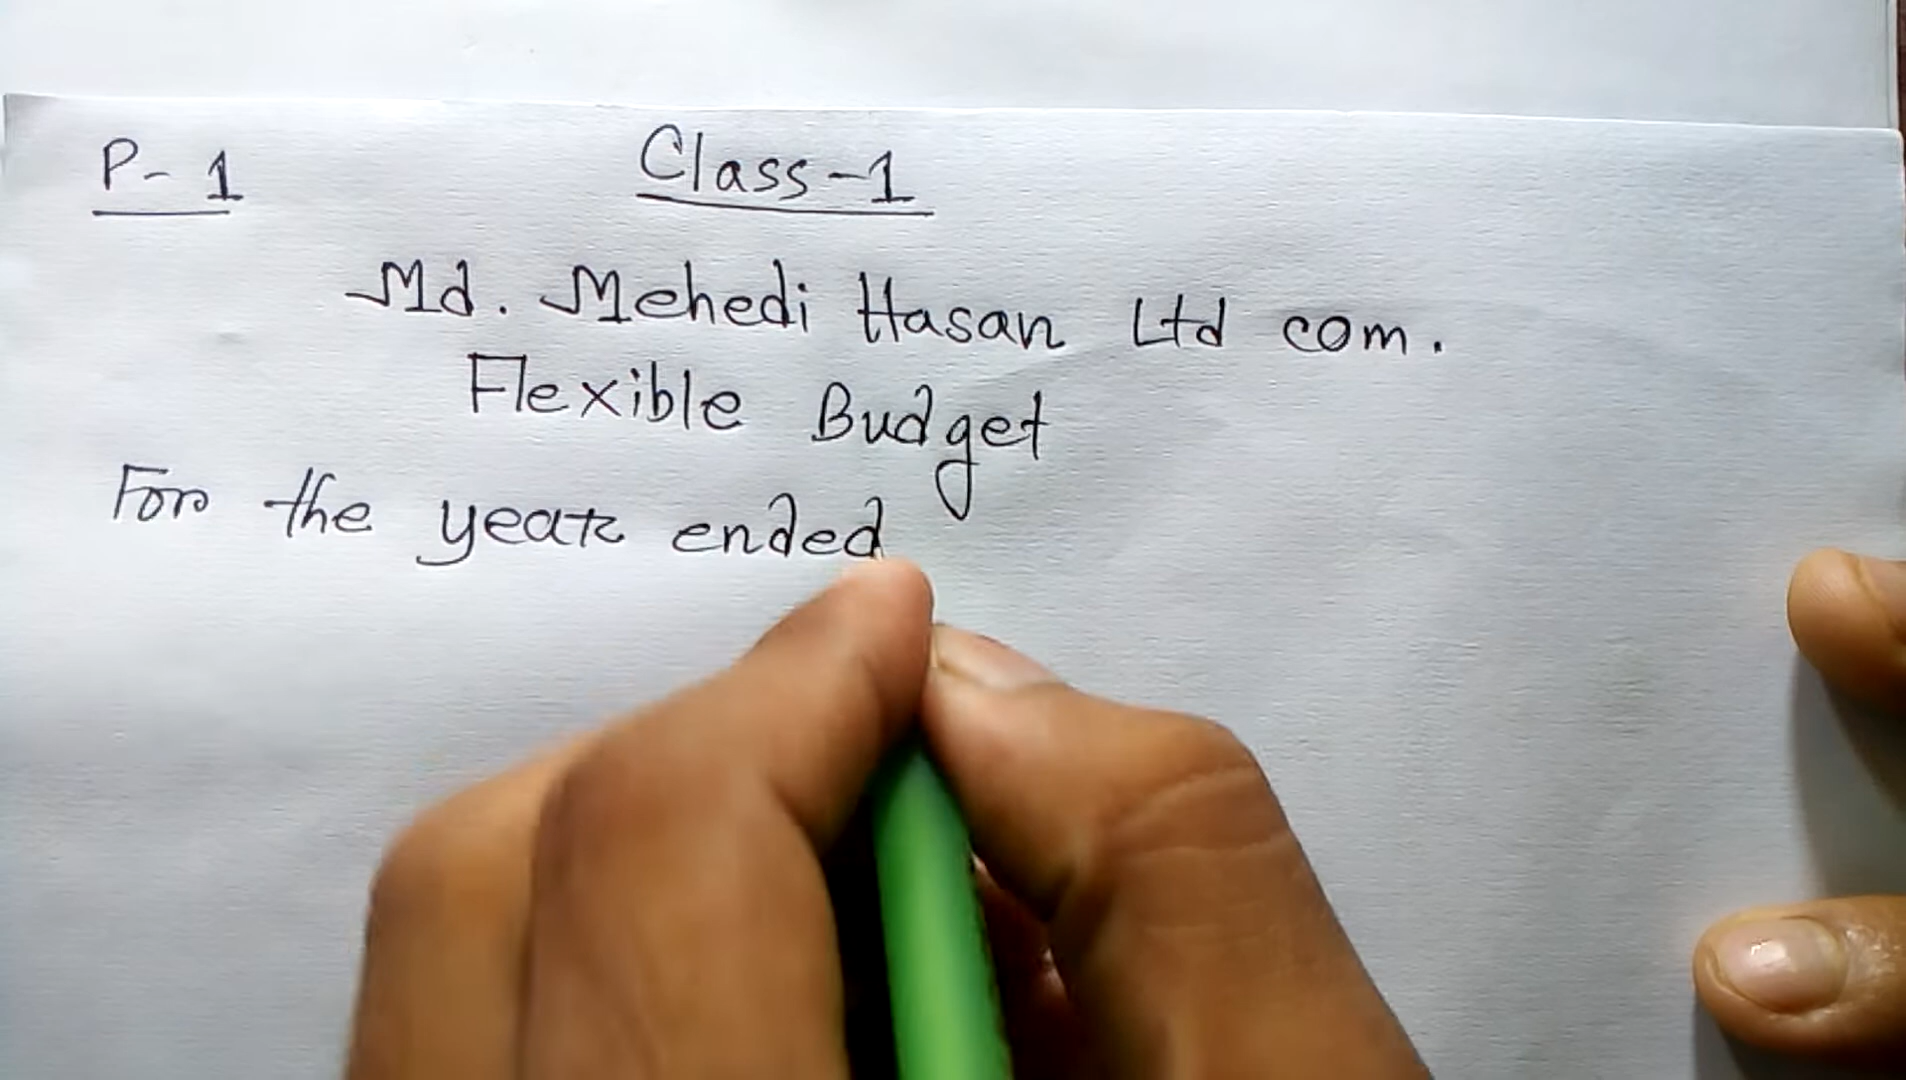 P-1
Class-1
Md. Mehedi Hasan Ltd com.
Flexible Budget
For the year ended